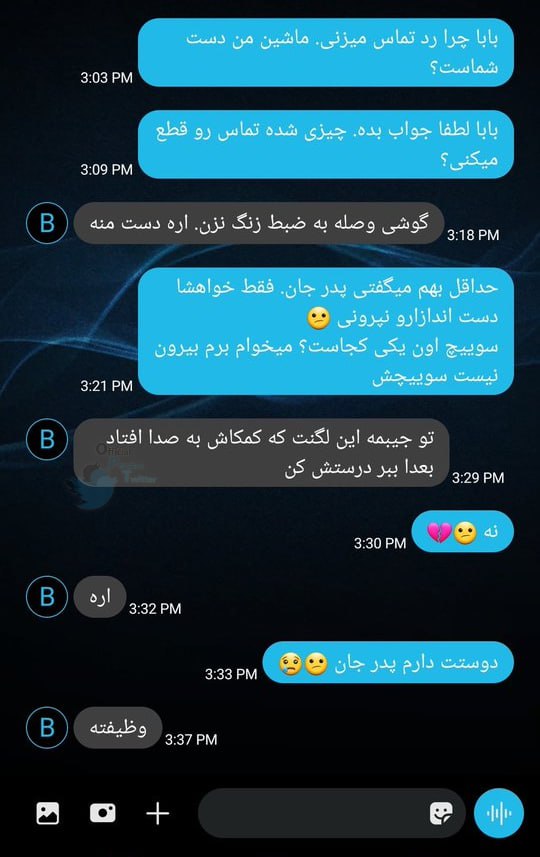 بابا چرا رد تماس میزنی. ماشین من دست
شماست؟
3:03 PM
بابا لطفا جواب بده. چیزی شده تماس رو قطع
میکنی؟
3:09 PM
B
گوشی وصله به ضبط زنگ نزن. اره دست منه
3:18 PM
حداقل بهم میگفتی پدر جان. فقط خواهشا
دست اندازارو نپرونی 😕
سوییچ اون یکی کجاست؟ میخوام برم بیرون
نیست سوییچش
3:21 PM
B
تو جیبمه این لگنت که کمکاش به صدا افتاد
بعدا ببر درستش کن
3:29 PM
Official
Twitter
نه 😕💔
3:30 PM
B
اره
3:32 PM
دوستت دارم پدر جان 😕😢
3:33 PM
B
وظیفته
3:37 PM